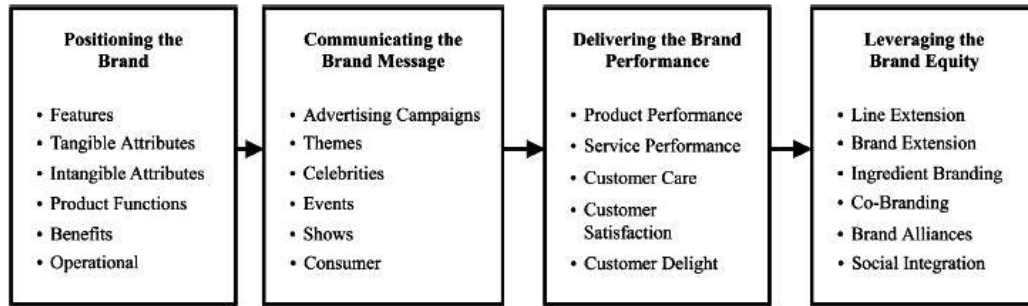 Positioning the
Brand
• Features
• Tangible Attributes
• Intangible Attributes
• Product Functions
• Benefits
• Operational
Communicating the
Brand Message
• Advertising Campaigns
• Themes
• Celebrities
• Events
• Shows
• Consumer
Delivering the Brand
Performance
• Product Performance
• Service Performance
• Customer Care
• Customer
Satisfaction
• Customer Delight
Leveraging the
Brand Equity
• Line Extension
• Brand Extension
• Ingredient Branding
• Co-Branding
• Brand Alliances
• Social Integration